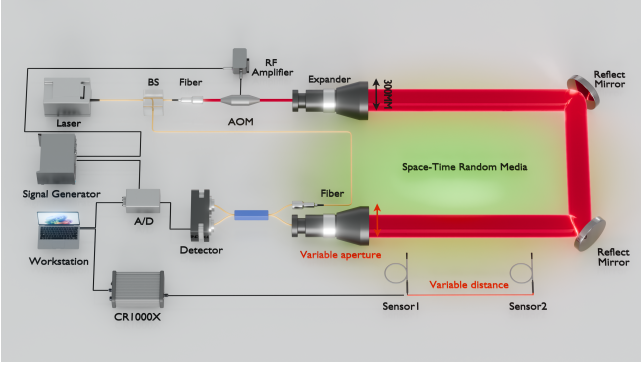 RF
Amplifier
BS
Fiber
Expander
300MM
Reflect
Mirror
Laser
AOM
Space-Time Random Media
Signal Generator
Fiber
A/D
Detector
Variable aperture
Reflect
Mirror
Workstation
Variable distance
CR1000X
Sensor1
Sensor2